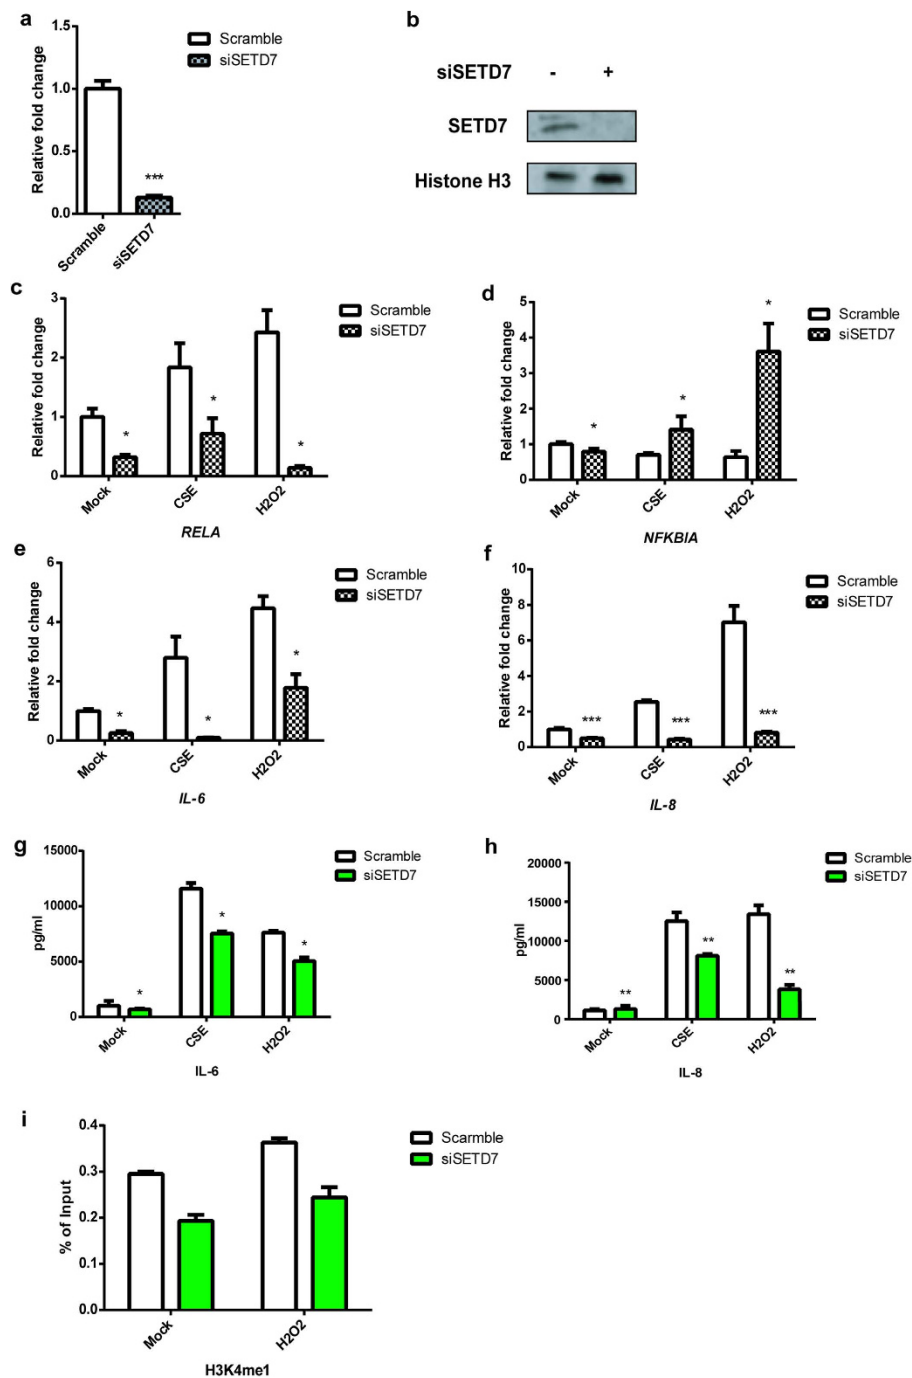 a
1.5
1.0
0.5
0.0
Relative fold change
***
Scramble
siSETD7
Scramble
siSETD7
b
siSETD7 - +
SETD7
Histone H3
c
3
2
1
0
Relative fold change
*
*
*
Mock
CSE
H2O2
RELA
Scramble
siSETD7
d
5
4
3
2
1
0
Relative fold change
*
*
*
Mock
CSE
H2O2
NFKBIA
Scramble
siSETD7
e
6
4
2
0
Relative fold change
*
*
*
Mock
CSE
H2O2
IL-6
Scramble
siSETD7
f
10
8
6
4
2
0
Relative fold change
***
***
***
Mock
CSE
H2O2
IL-8
Scramble
siSETD7
g
15000
10000
5000
0
pg/ml
*
*
*
Mock
CSE
H2O2
IL-6
Scramble
siSETD7
h
20000
15000
10000
5000
0
pg/ml
**
**
**
Mock
CSE
H2O2
IL-8
Scramble
siSETD7
i
0.4
0.3
0.2
0.1
0.0
% of Input
Mock
H2O2
H3K4me1
Scarmble
siSETD7